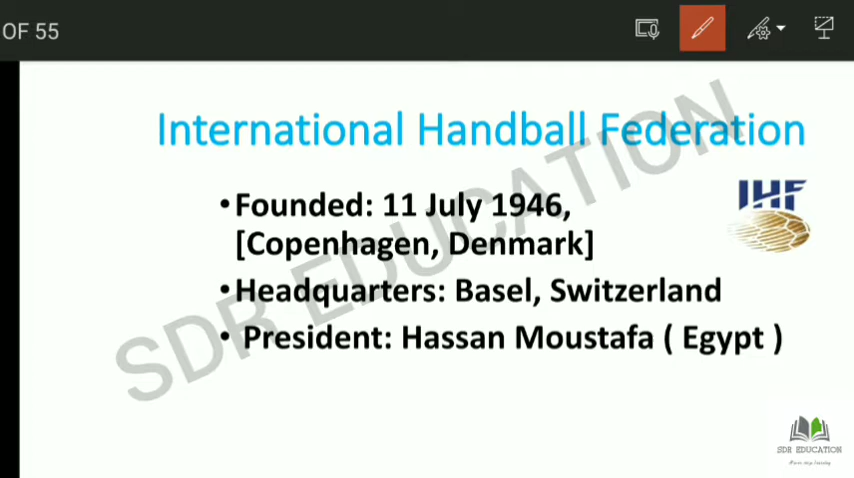 OF 55
International Handball Federation
•Founded: 11 July 1946,
[Copenhagen, Denmark]
•Headquarters: Basel, Switzerland
• President: Hassan Moustafa ( Egypt )
IHF
SDR EDUCATION
SDR EDUCATION